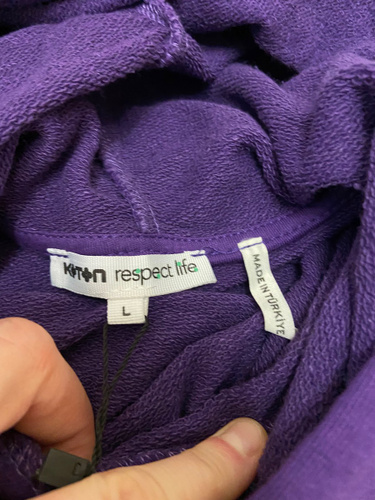 KOTON respect life
L
MADE IN TÜRKİYE